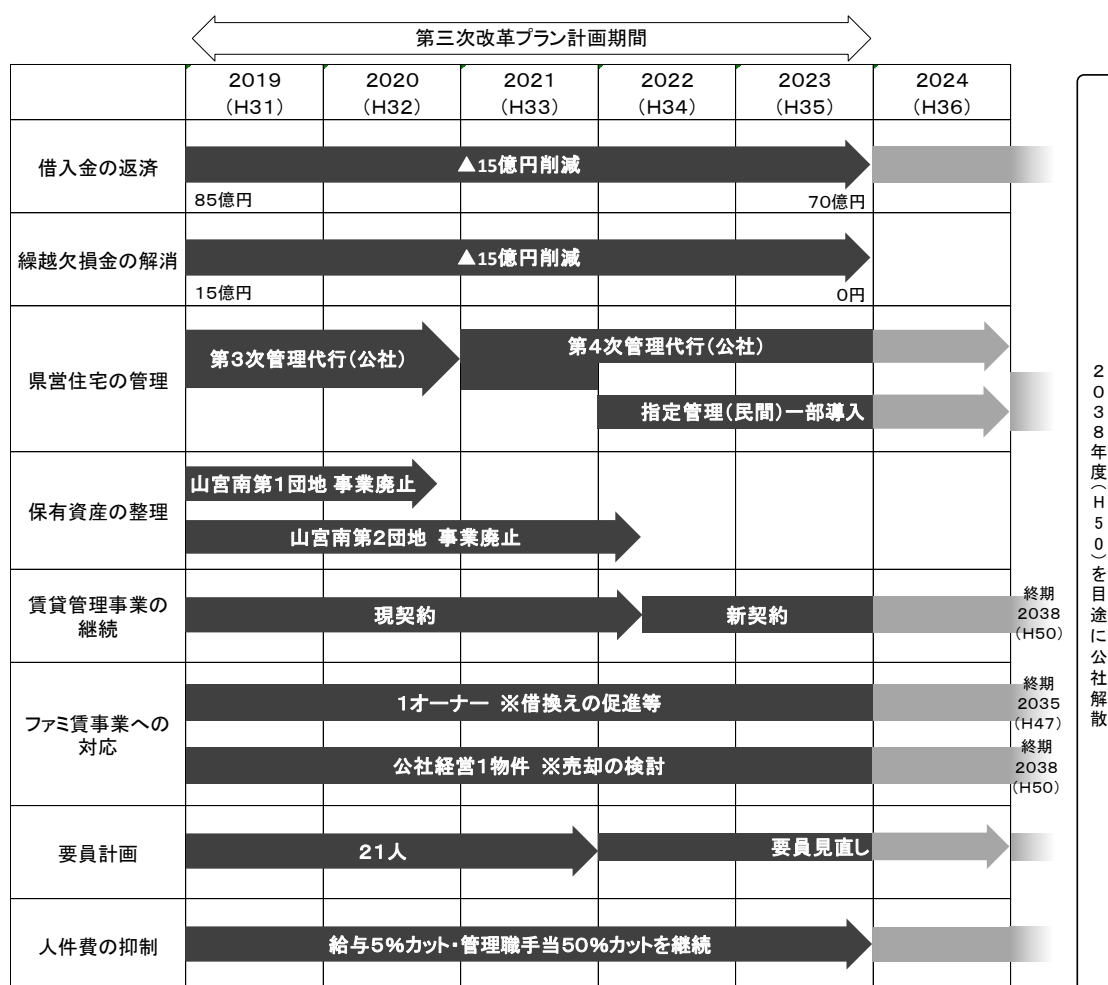 第三次改革プラン計画期間
2019 2020 2021 2022 2023 2024
(H31) (H32) (H33) (H34) (H35) (H36)
借入金の返済
▲15億円削減
85億円
70億円
繰越欠損金の解消
▲15億円削減
15億円
0円
県営住宅の管理
第3次管理代行(公社)
第4次管理代行(公社)
指定管理(民間)一部導入
保有資産の整理
山宮南第1団地 事業廃止
山宮南第2団地 事業廃止
賃貸管理事業の
継続
現契約
新契約
終期
2038
(H50)
ファミ賃事業への
対応
1オーナー ※借換えの促進等
終期
2035
(H47)
公社経営1物件 ※売却の検討
終期
2038
(H50)
要員計画
21人
要員見直し
人件費の抑制
給与5%カット・管理職手当50%カットを継続
2038年度(H50)を目途に公社解散